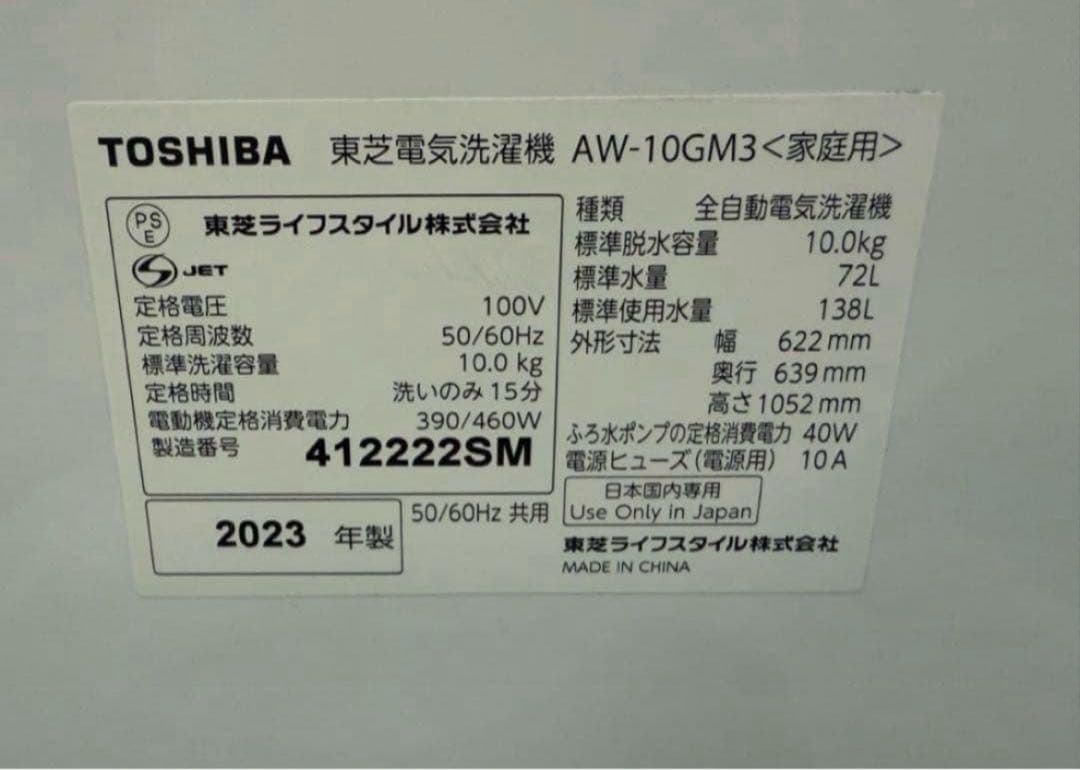 TOSHIBA 東芝電気洗濯機 AW-10GM3<家庭用>
PSE 東芝ライフスタイル株式会社
S JET
定格電圧 100V
定格周波数 50/60Hz
標準洗濯容量 10.0 kg
定格時間 洗いのみ 15分
電動機定格消費電力 390/460W
製造番号 412222SM
2023 年製
50/60Hz 共用
種類 全自動電気洗濯機
標準脱水容量 10.0kg
標準水量 72L
標準使用水量 138L
外形寸法 幅 622mm
奥行 639mm
高さ 1052mm
ふろ水ポンプの定格消費電力 40W
電源ヒューズ(電源用) 10A
日本国内専用
Use Only in Japan
東芝ライフスタイル株式会社
MADE IN CHINA